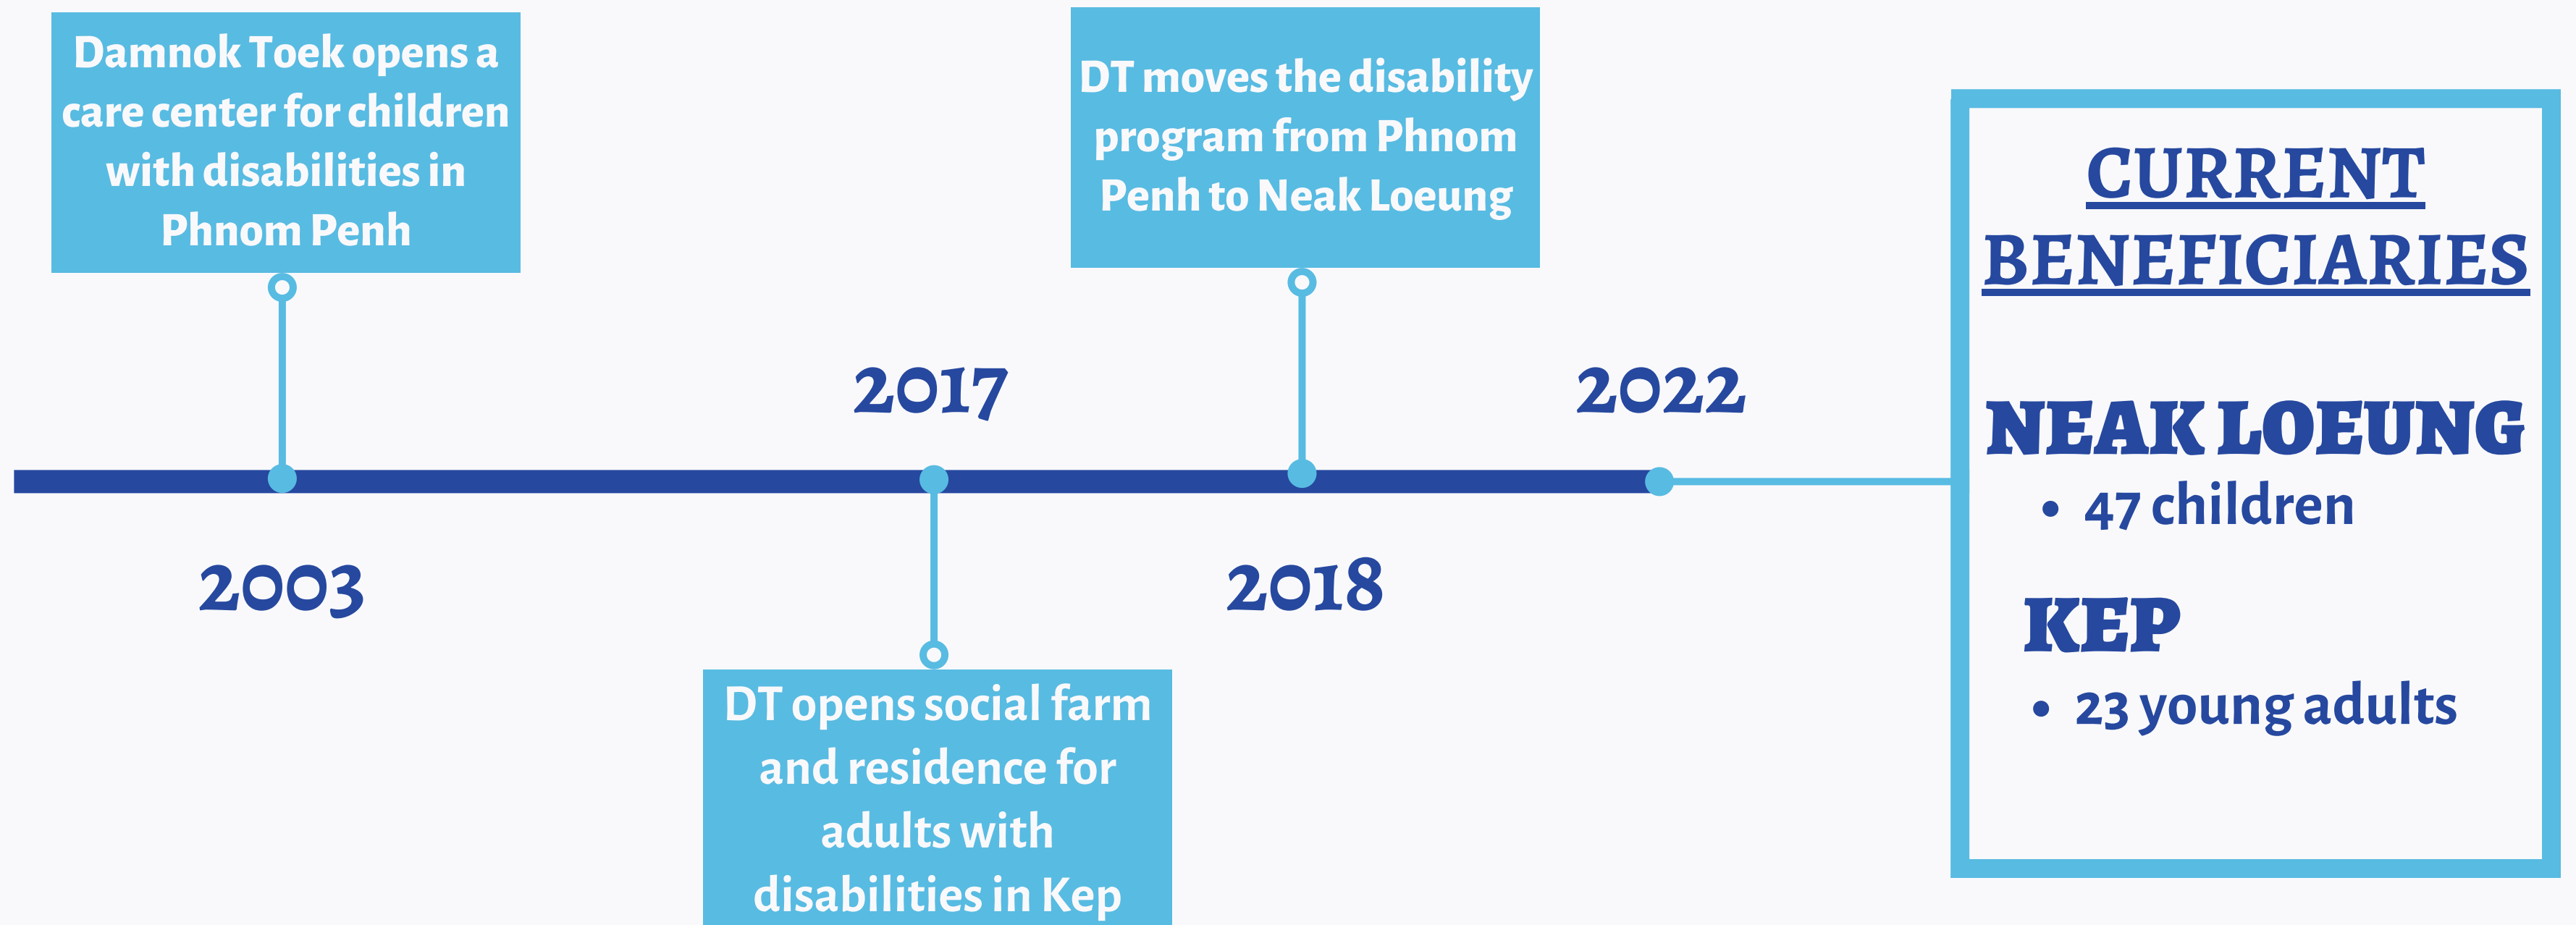 Damnok Toek opens a
care center for children
with disabilities in
Phnom Penh
2003
2017
DT opens social farm
and residence for
adults with
disabilities in Kep
DT moves the disability
program from Phnom
Penh to Neak Loeung
2018
2022
CURRENT
BENEFICIARIES
NEAK LOEUNG
• 47 children
KEP
• 23 young adults